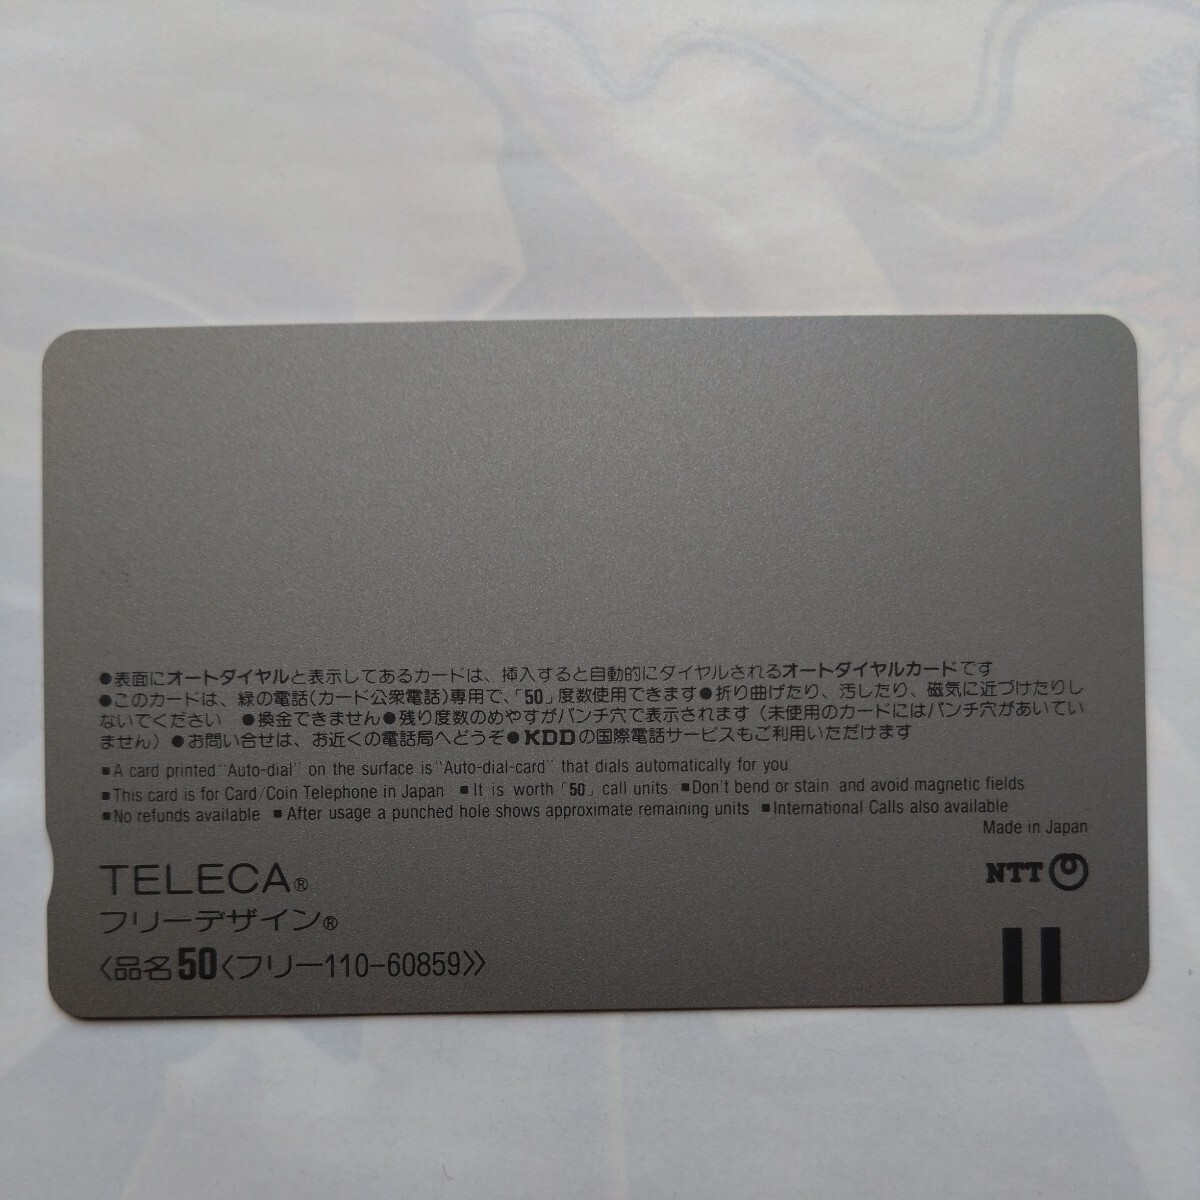 ●表面にオートダイヤルと表示してあるカードは、挿入すると自動的にダイヤルされるオートダイヤルカードです
●このカードは、緑の電話(カード公衆電話)専用で、「50」度数使用できます●折り曲げたり、汚したり、磁気に近づけたりし
ないでください ●換金できません●残り度数のめやすがパンチ穴で表示されます(未使用のカードにはパンチ穴があいてい
ません)●お問い合せは、お近くの電話局へどうぞ●KDDの国際電話サービスもご利用いただけます
■A card printed "Auto-dial" on the surface is "Auto-dial-card" that dials automatically for you
■This card is for Card/Coin Telephone in Japan ■It is worth「50」call units ■Don't bend or stain and avoid magnetic fields
■No refunds available ■After usage a punched hole shows approximate remaining units ■International Calls also available
Made in Japan
TELECA®
NTT
フリーデザイン®
〈品名50〈フリー110-60859〉〉